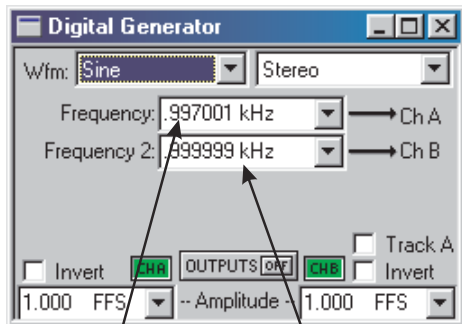 Digital Generator
Wfm: Sine Stereo
Frequency: .997001 kHz Ch A
Frequency 2: .999999 kHz Ch B
Track A
Invert CHA OUTPUTS OFF CHB Invert
1.000 FFS -- Amplitude - 1.000 FFS